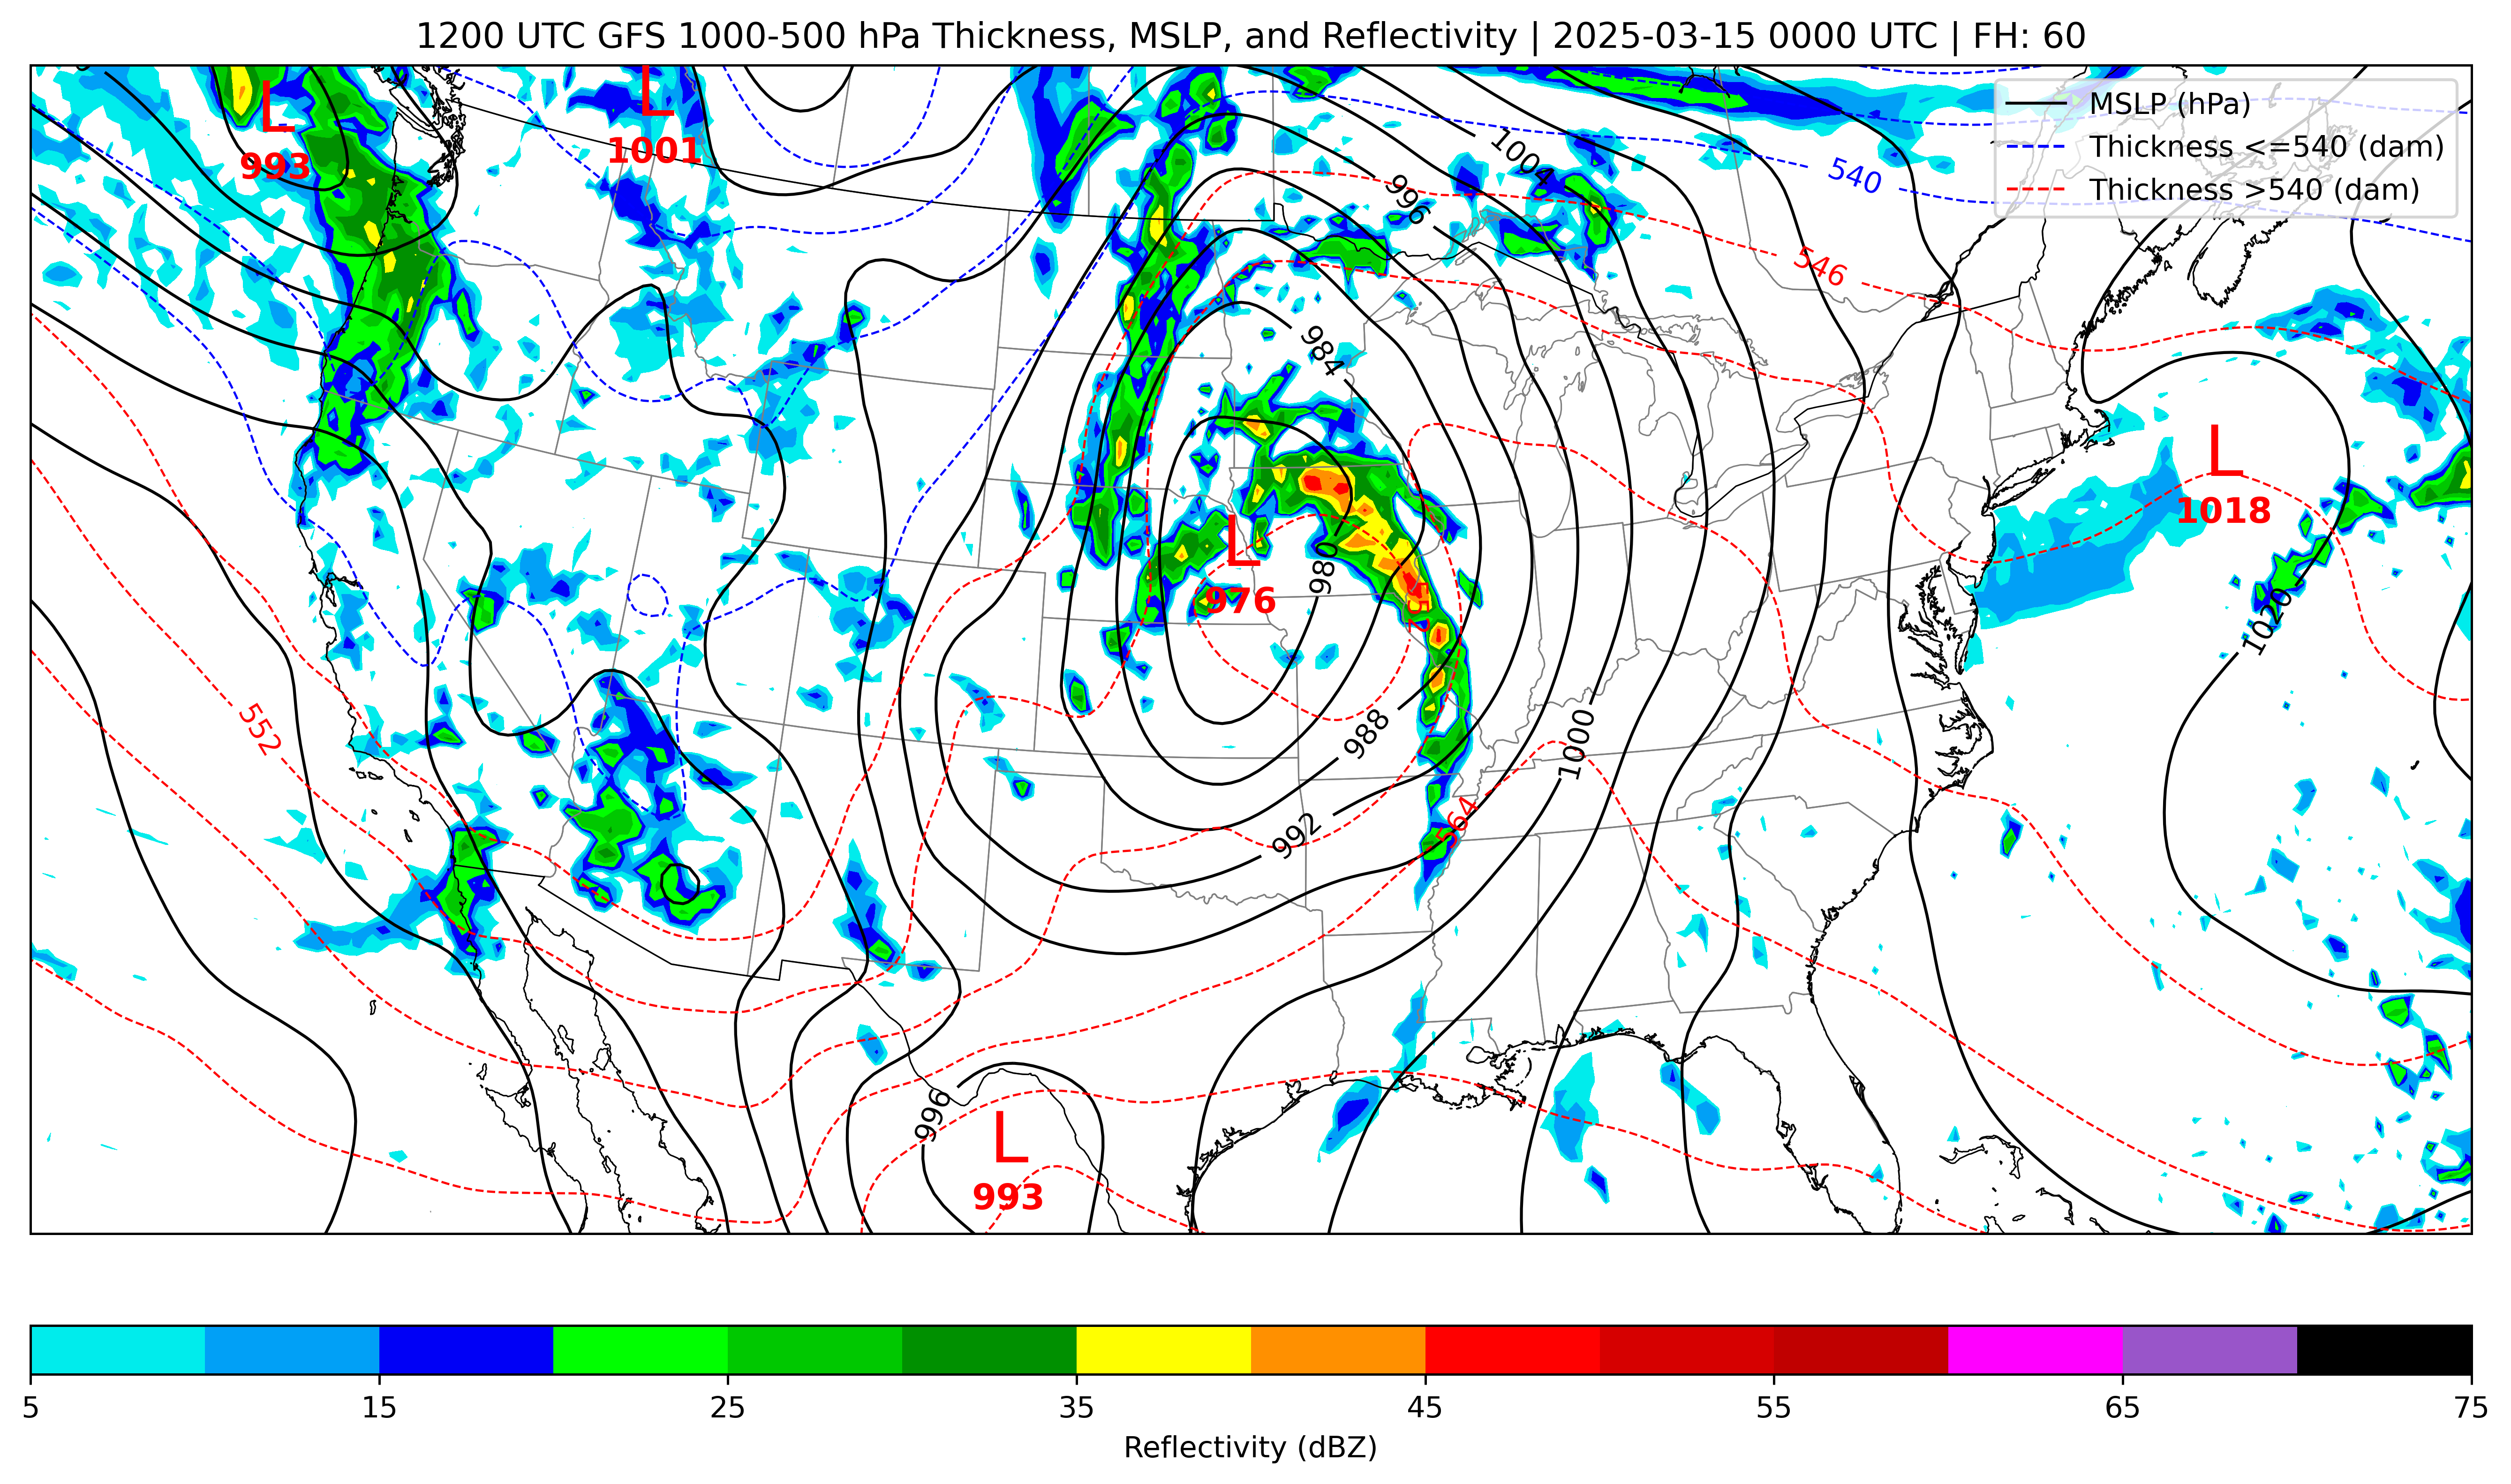 1200 UTC GFS 1000-500 hPa Thickness, MSLP, and Reflectivity | 2025-03-15 0000 UTC | FH: 60
MSLP (hPa)
Thickness <=540 (dam)
Thickness >540 (dam)
L
993
L
1001
1004
996
540
546
984
L
1018
L
976
980
1020
552
988
1000
992
564
996
L
993
5
15
25
35
45
55
65
75
Reflectivity (dBZ)